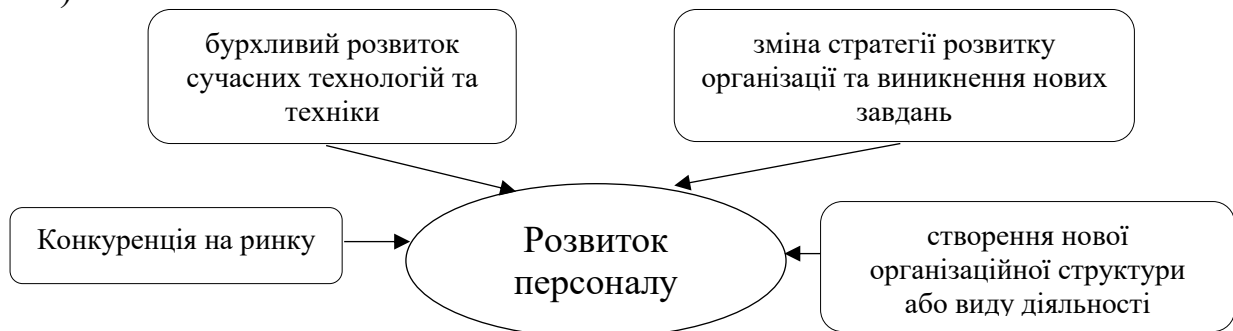 )
бурхливий розвиток
сучасних технологій та
техніки
зміна стратегії розвитку
організації та виникнення нових
завдань
Конкуренція на ринку
Розвиток
персоналу
створення нової
організаційної структури
або виду діяльності